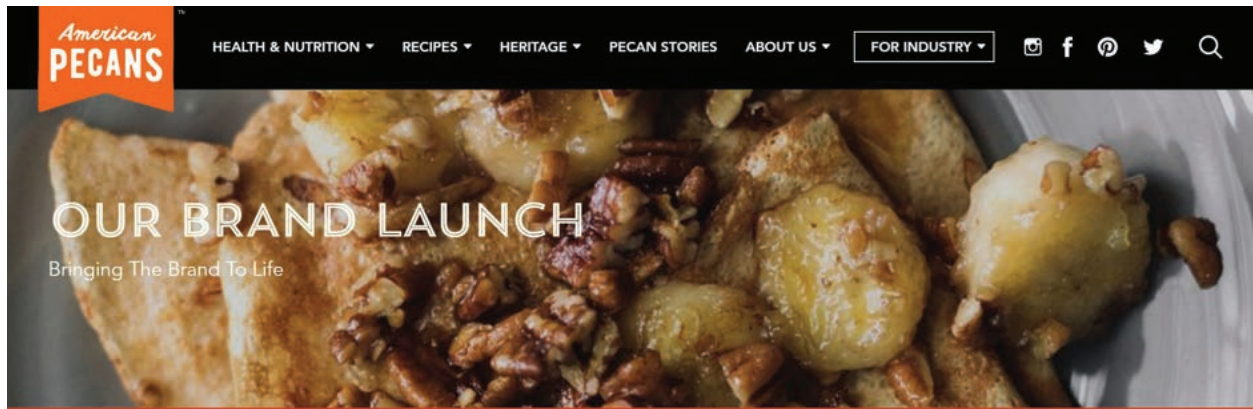 American
PECANS
TM
HEALTH & NUTRITION
RECIPES
HERITAGE
PECAN STORIES
ABOUT US
FOR INDUSTRY
OUR BRAND LAUNCH
Bringing The Brand To Life